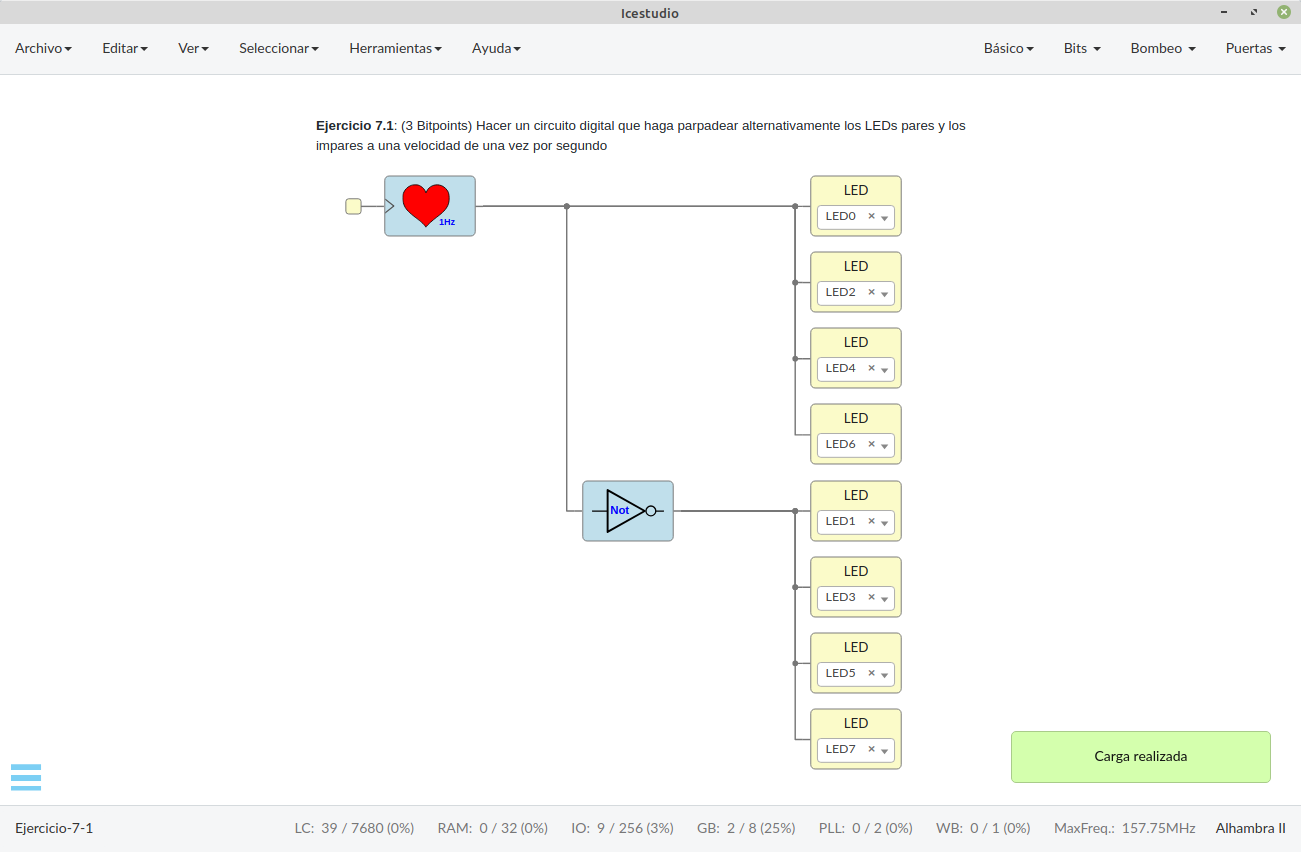 Icestudio
Archivo Editar Ver Seleccionar Herramientas Ayuda Básico Bits Bombeo Puertas
Ejercicio 7.1: (3 Bitpoints) Hacer un circuito digital que haga parpadear alternativamente los LEDs pares y los
impares a una velocidad de una vez por segundo
1Hz
LED
LED0
LED
LED2
LED
LED4
LED
LED6
Not
LED
LED1
LED
LED3
LED
LED5
LED
LED7
Carga realizada
Ejercicio-7-1 LC: 39 / 7680 (0%) RAM: 0 / 32 (0%) IO: 9 / 256 (3%) GB: 2 / 8 (25%) PLL: 0 / 2 (0%) WB: 0 / 1 (0%) MaxFreq.: 157.75MHz Alhambra II